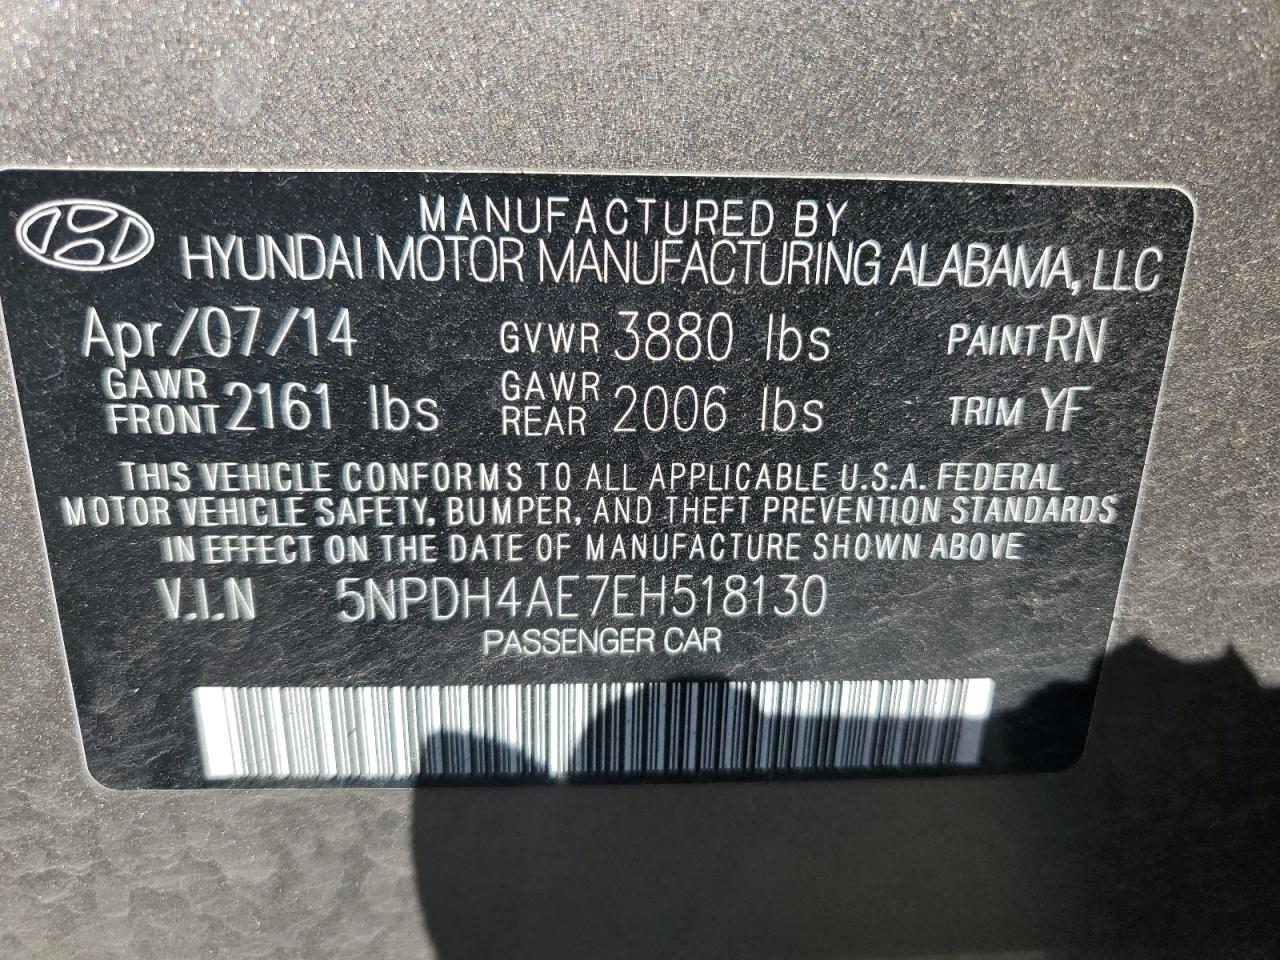 MANUFACTURED BY
HYUNDAI MOTOR MANUFACTURING ALABAMA, LLC
Apr/07/14 GVWR 3880 lbs PAINT RN
GAWR FRONT 2161 lbs GAWR REAR 2006 lbs TRIM YF
THIS VEHICLE CONFORMS TO ALL APPLICABLE U.S.A. FEDERAL
MOTOR VEHICLE SAFETY, BUMPER, AND THEFT PREVENTION STANDARDS
IN EFFECT ON THE DATE OF MANUFACTURE SHOWN ABOVE
V.I.N 5NPDH4AE7EH518130
PASSENGER CAR